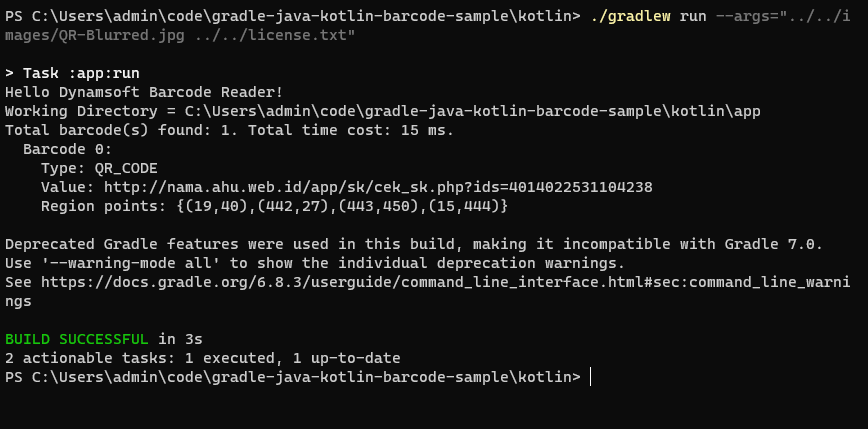 PS C:\Users\admin\code\gradle-java-kotlin-barcode-sample\kotlin> ./gradlew run --args="../../i
mages/QR-Blurred.jpg ../../license.txt"
> Task :app:run
Hello Dynamsoft Barcode Reader!
Working Directory = C:\Users\admin\code\gradle-java-kotlin-barcode-sample\kotlin\app
Total barcode(s) found: 1. Total time cost: 15 ms.
Barcode 0:
Type: QR_CODE
Value: http://nama.ahu.web.id/app/sk/cek_sk.php?ids=4014022531104238
Region points: {(19,40),(442,27),(443,450),(15,444)}
Deprecated Gradle features were used in this build, making it incompatible with Gradle 7.0.
Use '--warning-mode all' to show the individual deprecation warnings.
See https://docs.gradle.org/6.8.3/userguide/command_line_interface.html#sec:command_line_warni
ngs
BUILD SUCCESSFUL in 3s
2 actionable tasks: 1 executed, 1 up-to-date
PS C:\Users\admin\code\gradle-java-kotlin-barcode-sample\kotlin>